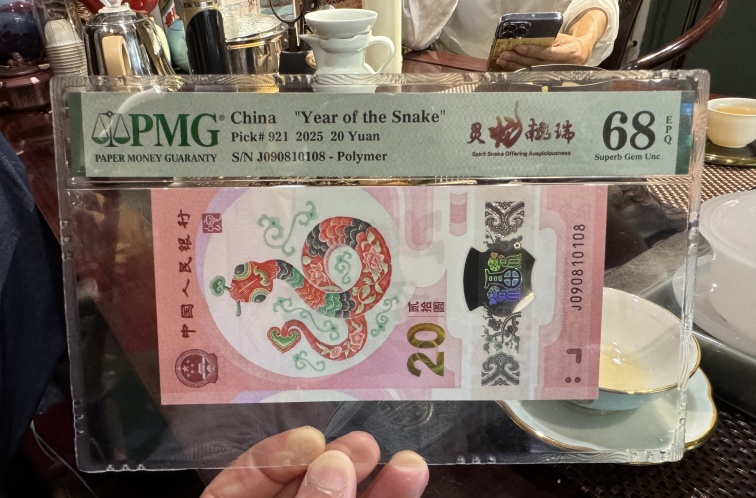 PMG®
PAPER MONEY GUARANTY
China "Year of the Snake"
Pick# 921 2025 20 Yuan
S/N J090810108 - Polymer
灵物献瑞
Spirit Snake Offering Auspiciousness
68
EPQ
Superb Gem Unc
中国人民银行
贰拾圆
20
J090810108